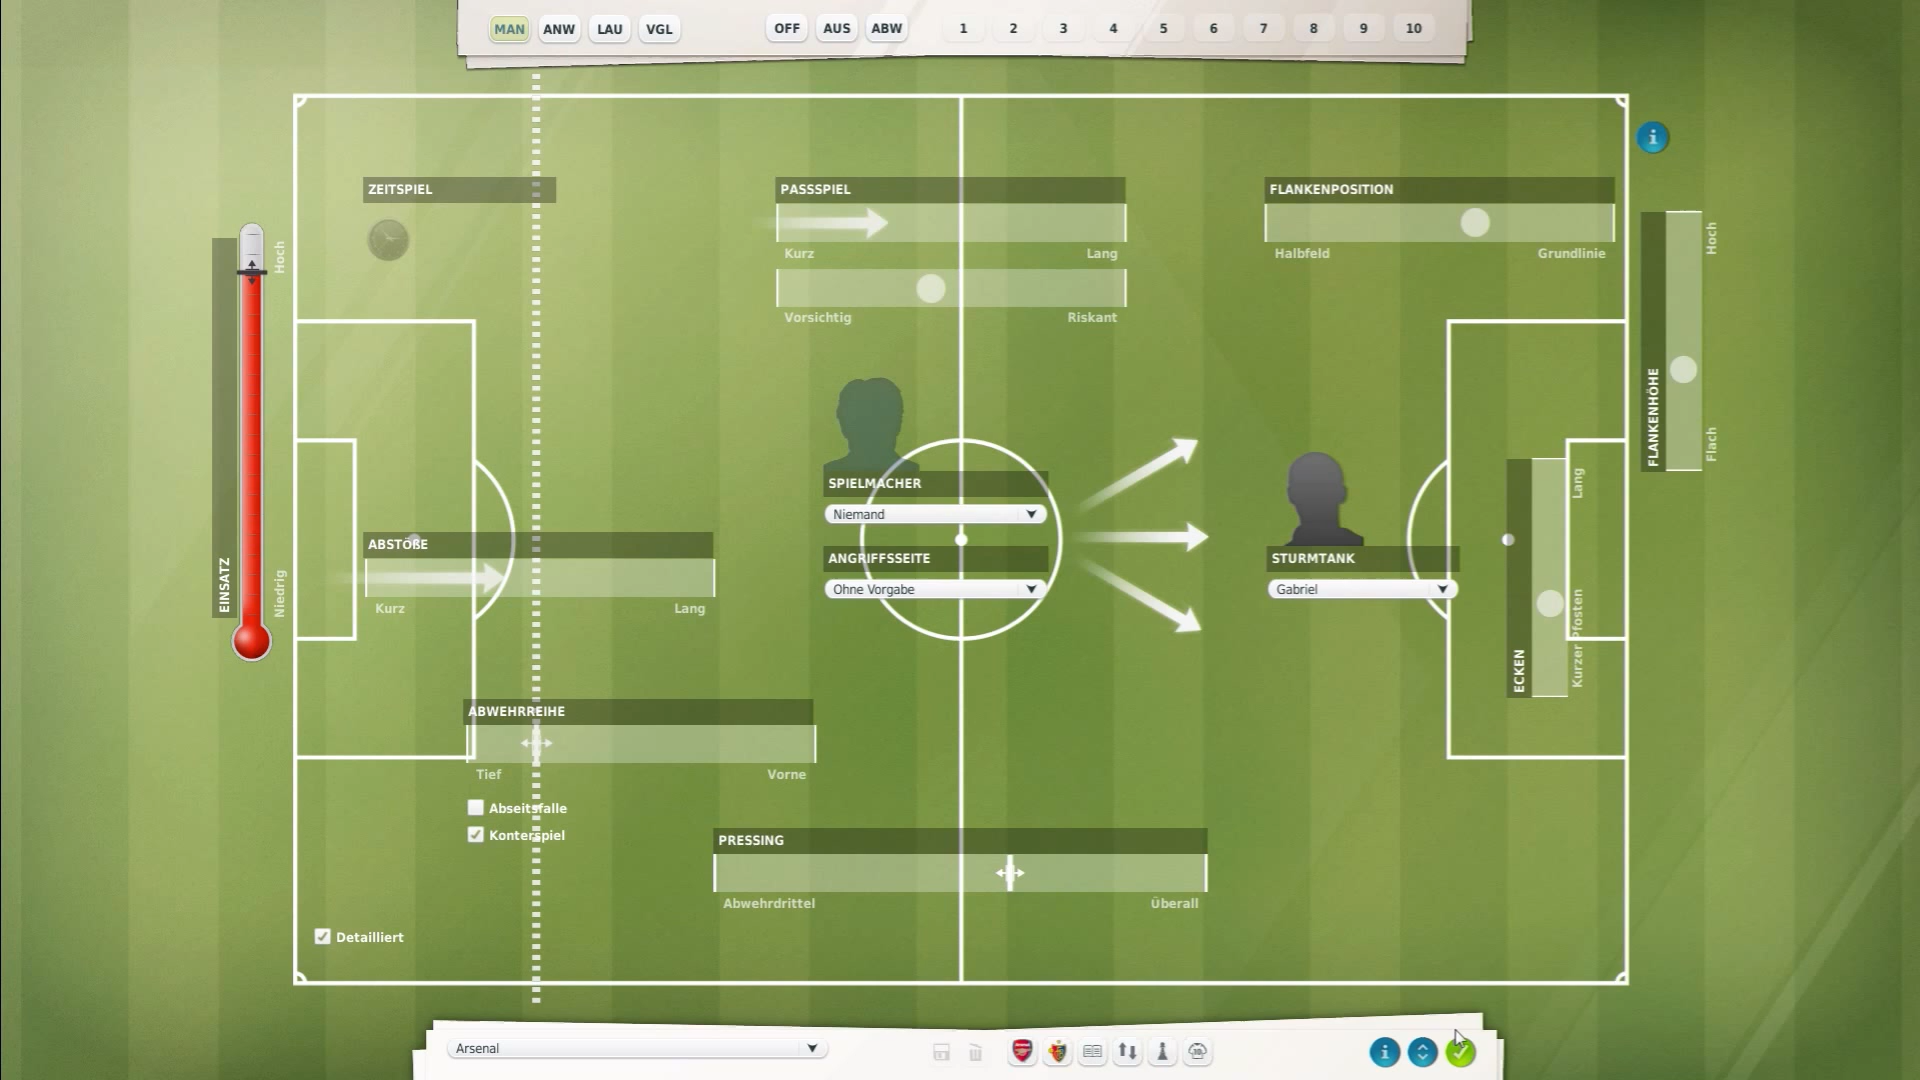 MAN ANW LAU VGL OFF AUS ABW 1 2 3 4 5 6 7 8 9 10
ZEITSPIEL
PASSSPIEL
Kurz Lang
Vorsichtig Riskant
FLANKENPOSITION
Halbfeld Grundlinie
EINSATZ
Hoch
Niedrig
FLANKENHÖHE
Hoch
Flach
SPIELMACHER
Niemand
ANGRIFFSSEITE
Ohne Vorgabe
STURMTANK
Gabriel
ABSTÖßE
Kurz Lang
ECKEN
Lang
Kurzer Pfosten
ABWEHRREIHE
Tief Vorne
Abseitsfalle
Konterspiel
PRESSING
Abwehrdrittel Überall
Detailliert
Arsenal